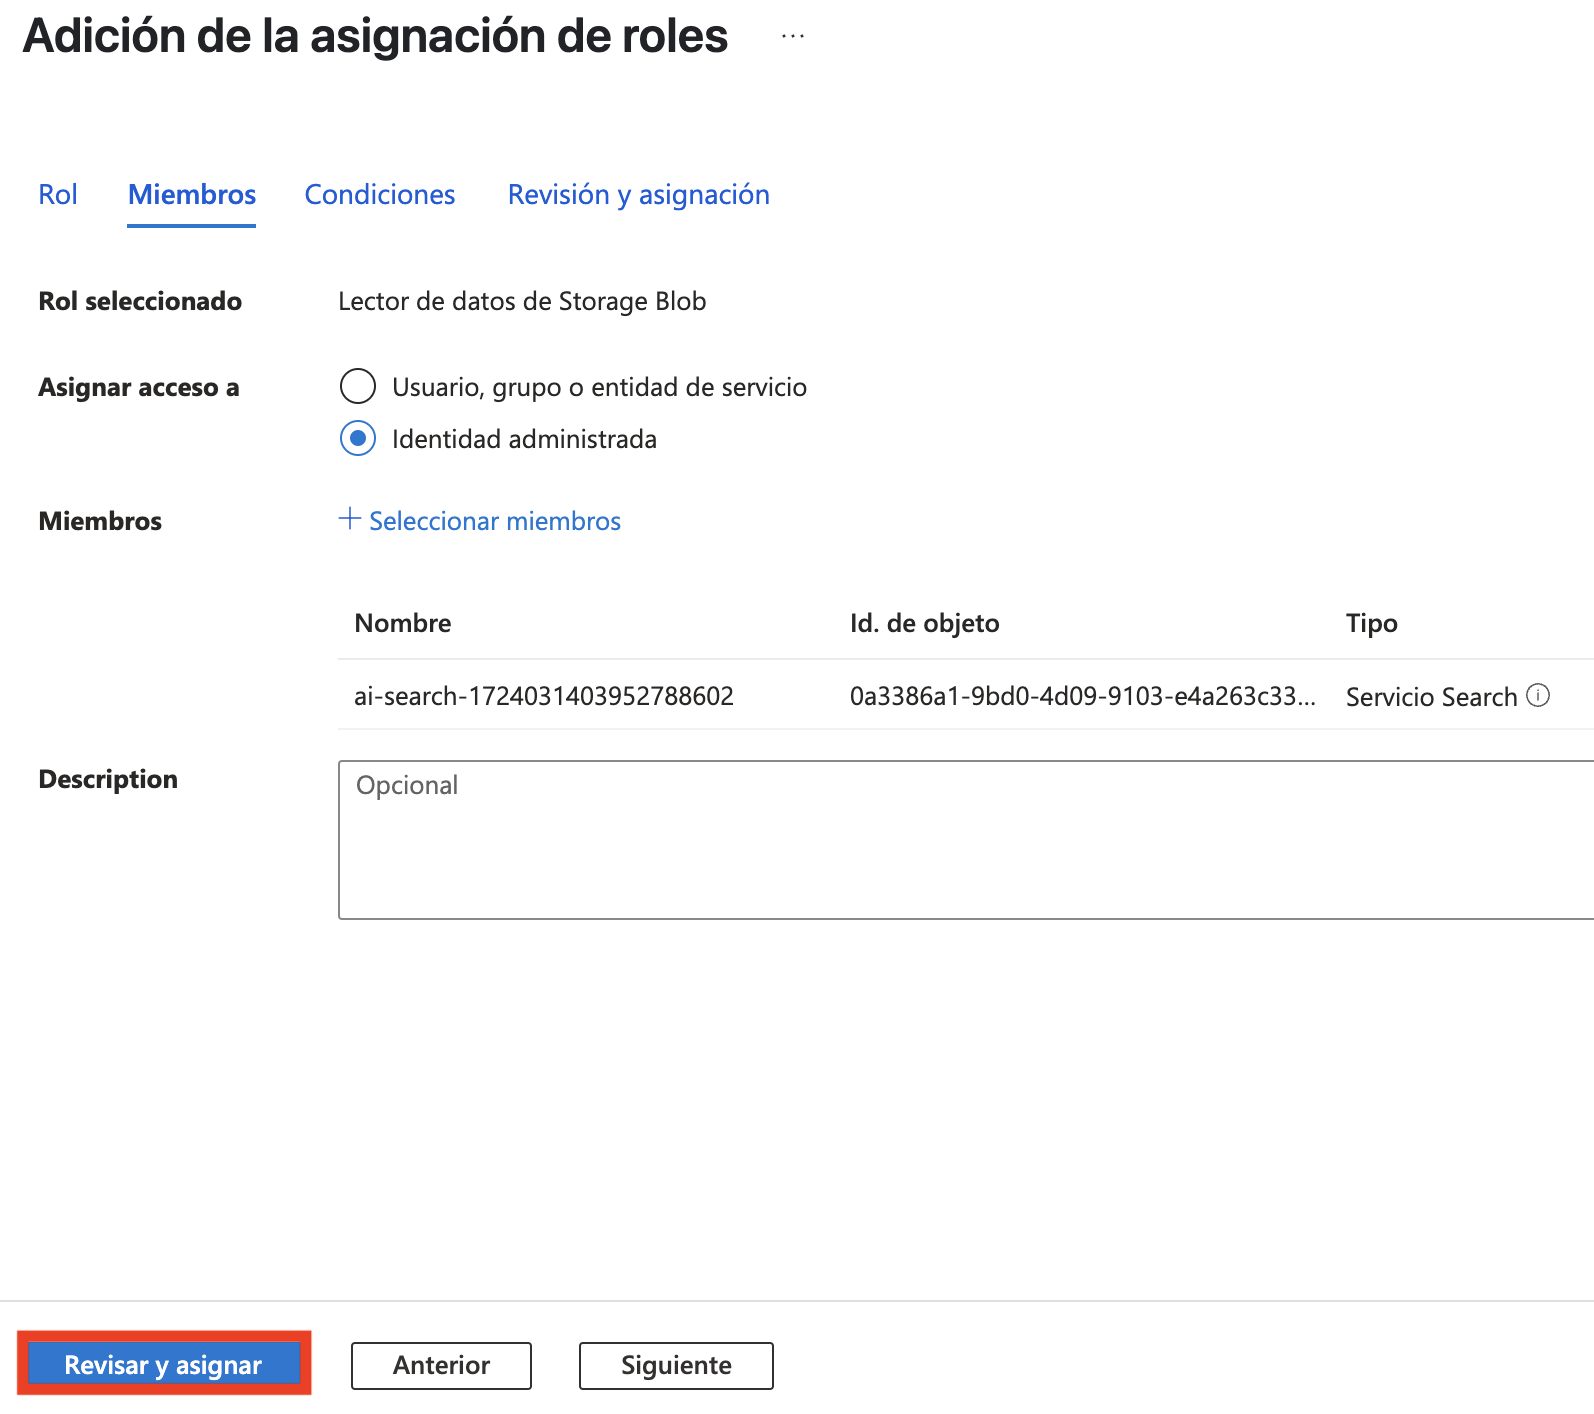 Adición de la asignación de roles ...
Rol Miembros Condiciones Revisión y asignación
Rol seleccionado Lector de datos de Storage Blob
Asignar acceso a Usuario, grupo o entidad de servicio
Identidad administrada
Miembros + Seleccionar miembros
Nombre Id. de objeto Tipo
ai-search-1724031403952788602 0a3386a1-9bd0-4d09-9103-e4a263c33... Servicio Search
Description Opcional
Revisar y asignar Anterior Siguiente